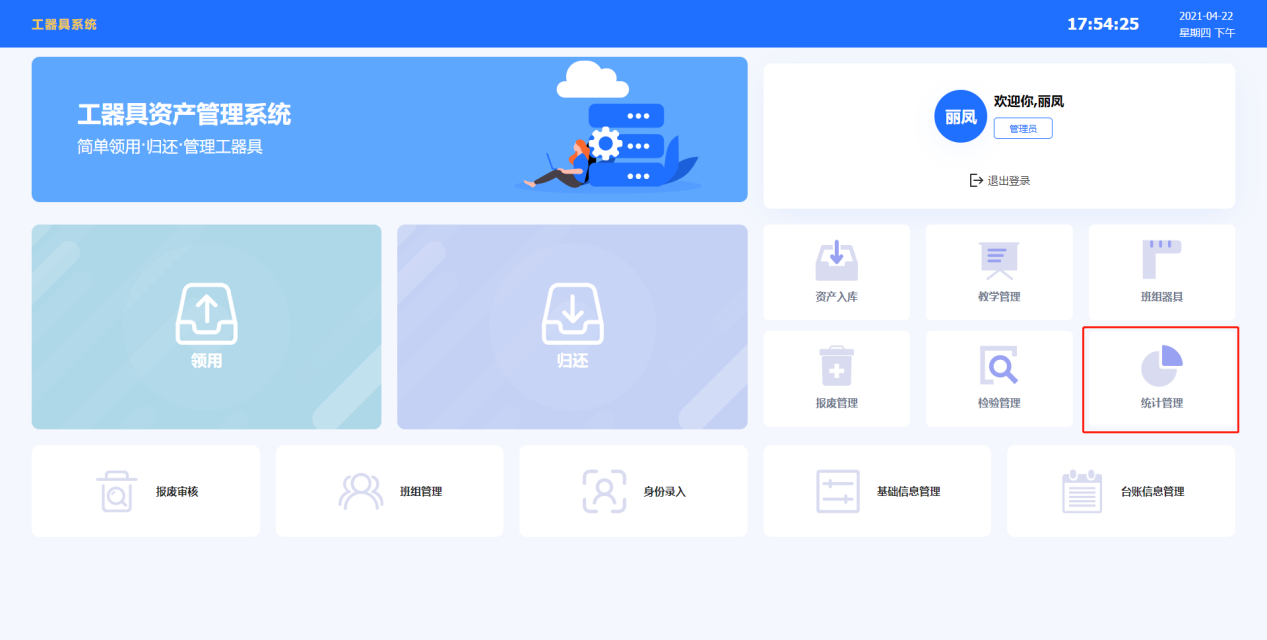 工器具系统
17:54:25
2021-04-22
星期四 下午
工器具资产管理系统
简单领用·归还·管理工器具
丽凤
欢迎你,丽凤
管理员
退出登录
领用
归还
资产入库
教学管理
班组器具
报废管理
检验管理
统计管理
报废审核
班组管理
身份录入
基础信息管理
台账信息管理